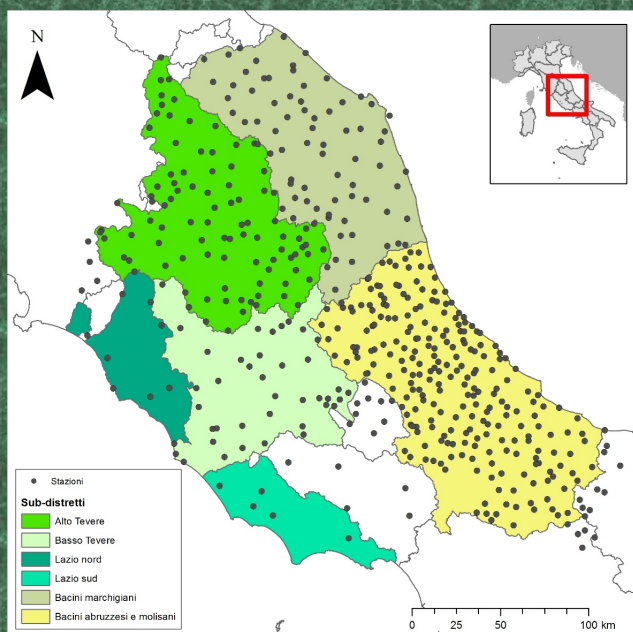 N
Stazioni
Sub-distretti
Alto Tevere
Basso Tevere
Lazio nord
Lazio sud
Bacini marchigiani
Bacini abruzzesi e molisani
0 25 50 100 km